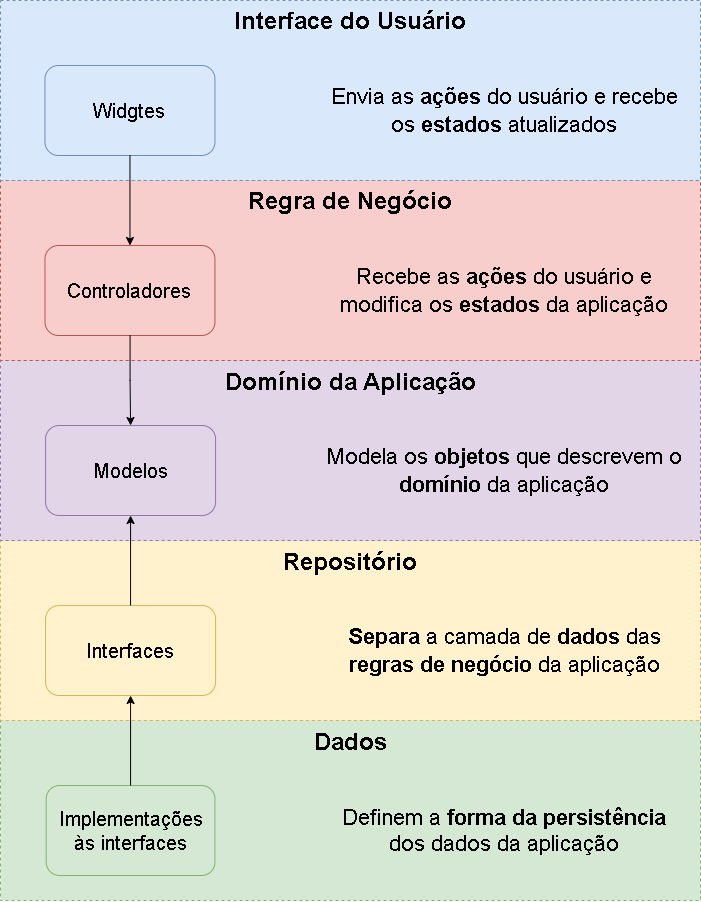 Interface do Usuário
Widgtes
Envia as ações do usuário e recebe
os estados atualizados
Regra de Negócio
Controladores
Recebe as ações do usuário e
modifica os estados da aplicação
Domínio da Aplicação
Modelos
Modela os objetos que descrevem o
domínio da aplicação
Repositório
Interfaces
Separa a camada de dados das
regras de negócio da aplicação
Dados
Implementações
às interfaces
Definem a forma da persistência
dos dados da aplicação